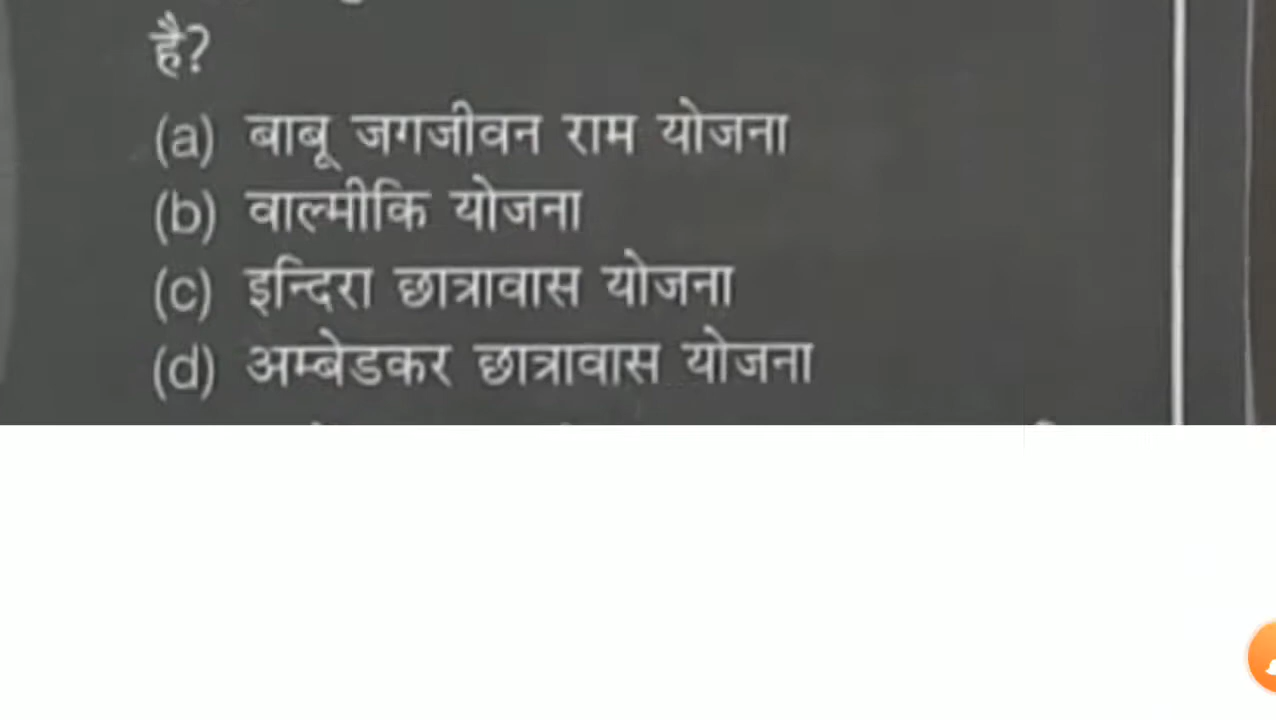 है?
(a) बाबू जगजीवन राम योजना
(b) वाल्मीकि योजना
(c) इन्दिरा छात्रावास योजना
(d) अम्बेडकर छात्रावास योजना